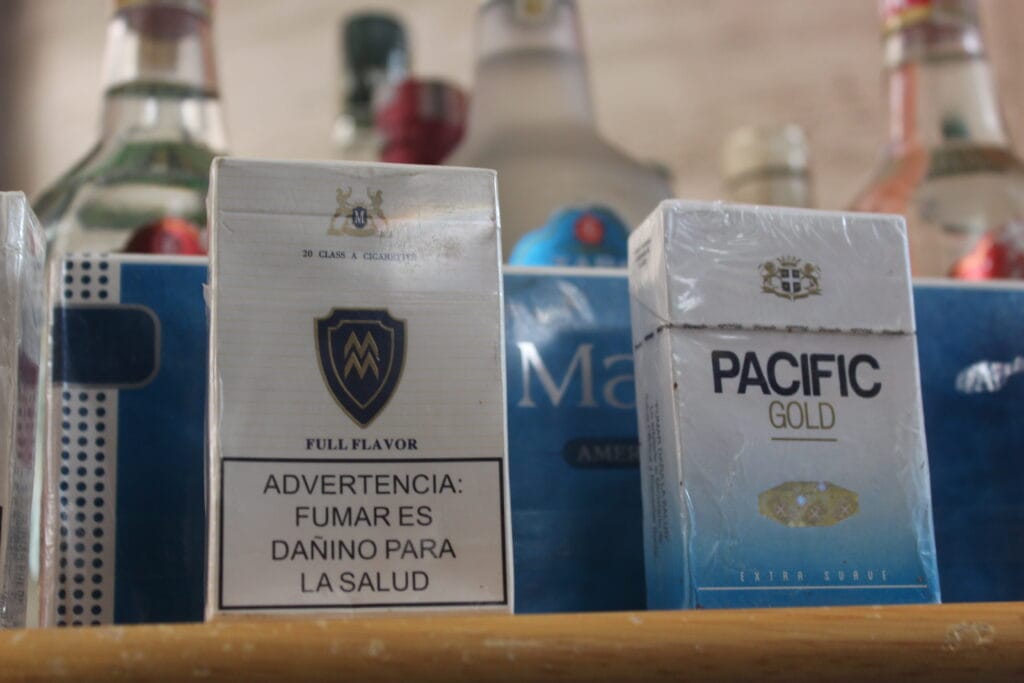 M
20 CLASS A CIGARETTES
FULL FLAVOR
ADVERTENCIA:
FUMAR ES
DAÑINO PARA
LA SALUD
Ma
AMER
PACIFIC
GOLD
EXTRA SUAVE